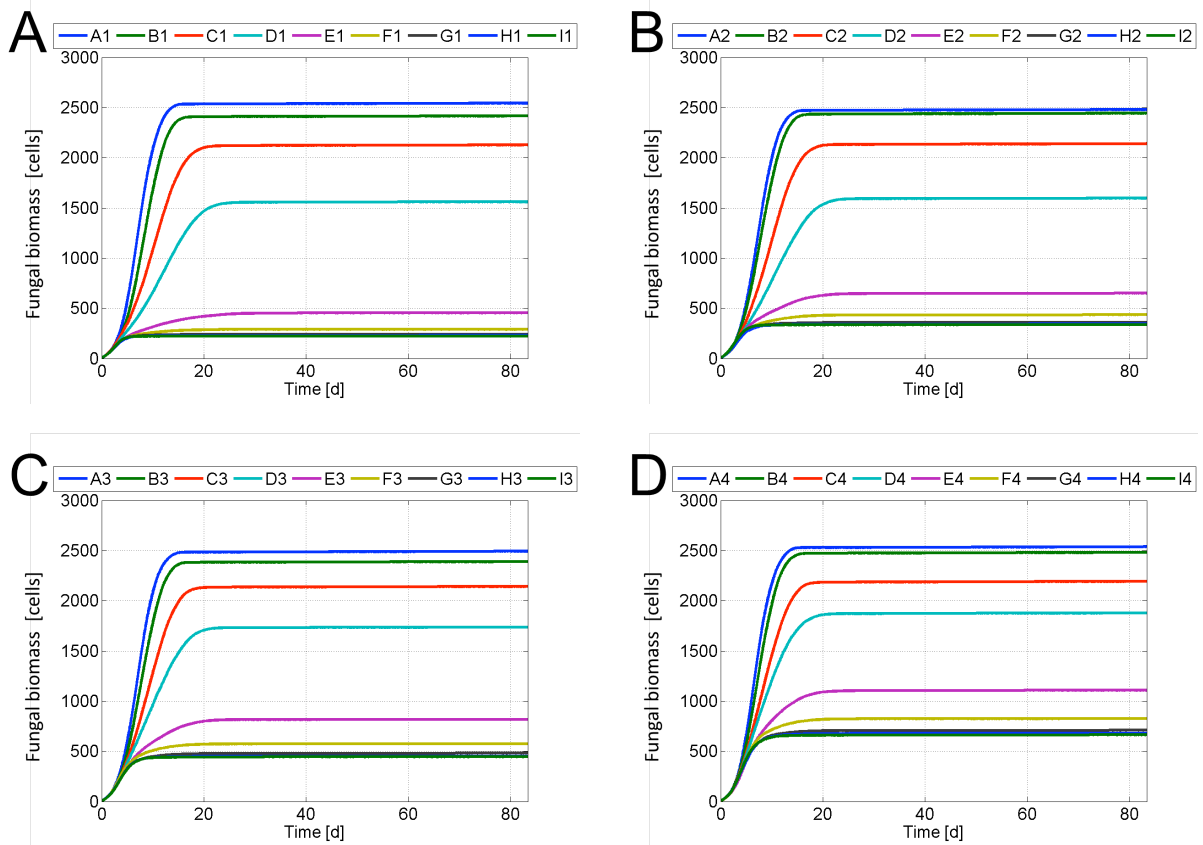 A
A1 B1 C1 D1 E1 F1 G1 H1 I1
3000
2500
2000
1500
1000
500
0
Fungal biomass [cells]
0 20 40 60 80
Time [d]
B
A2 B2 C2 D2 E2 F2 G2 H2 I2
3000
2500
2000
1500
1000
500
0
Fungal biomass [cells]
0 20 40 60 80
Time [d]
C
A3 B3 C3 D3 E3 F3 G3 H3 I3
3000
2500
2000
1500
1000
500
0
Fungal biomass [cells]
0 20 40 60 80
Time [d]
D
A4 B4 C4 D4 E4 F4 G4 H4 I4
3000
2500
2000
1500
1000
500
0
Fungal biomass [cells]
0 20 40 60 80
Time [d]